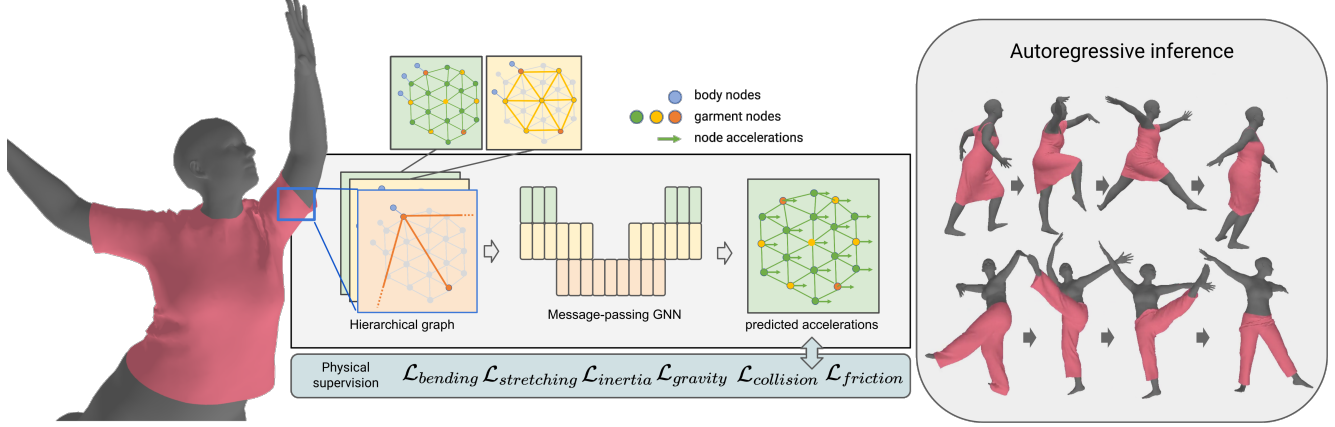 body nodes
garment nodes
node accelerations
Hierarchical graph
Message-passing GNN
predicted accelerations
Physical
supervision
ℒbending ℒstretching ℒinertia ℒgravity ℒcollision ℒfriction
Autoregressive inference